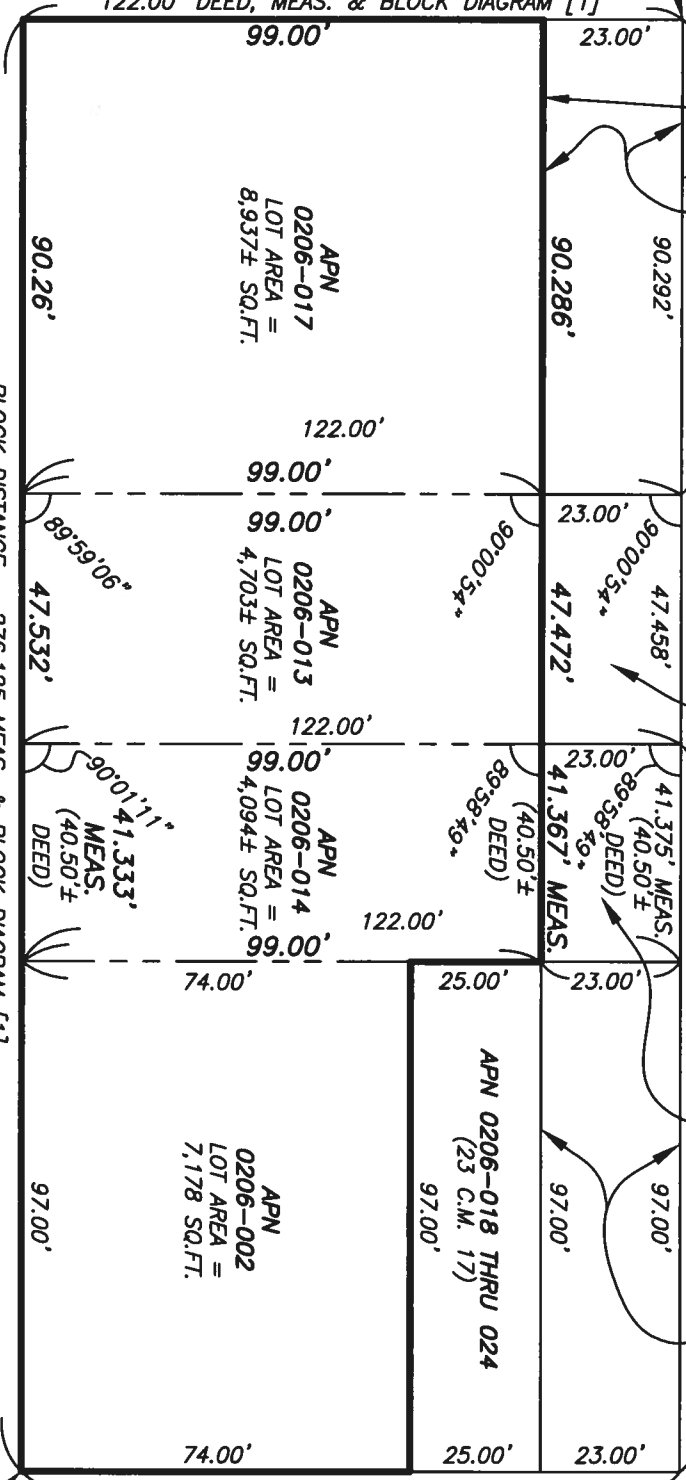 122.00' DEED, MEAS. & BLOCK DIAGRAM [1]
99.00'
23.00'
90.26'
APN
0206-017
LOT AREA =
8,937± SQ.FT.
90.286'
90.292'
122.00'
99.00'
99.00'
23.00'
89°59'06"
90°00'54"
90°00'54"
47.532'
APN
0206-013
LOT AREA =
4,703± SQ.FT.
47.472'
47.458'
122.00'
99.00'
23.00'
90°01'11"
89°58'49"
89°58'49"
41.333'
MEAS.
(40.50'±
DEED)
APN
0206-014
LOT AREA =
4,094± SQ.FT.
41.367' MEAS.
(40.50'±
DEED)
41.375' MEAS.
(40.50'±
DEED)
122.00'
99.00'
74.00'
25.00'
23.00'
97.00'
APN
0206-002
LOT AREA =
7,178 SQ.FT.
97.00'
APN 0206-018 THRU 024
(23 C.M. 17)
97.00'
97.00'
74.00'
25.00'
23.00'
MEAS. & BLOCK DIAGRAM [1]